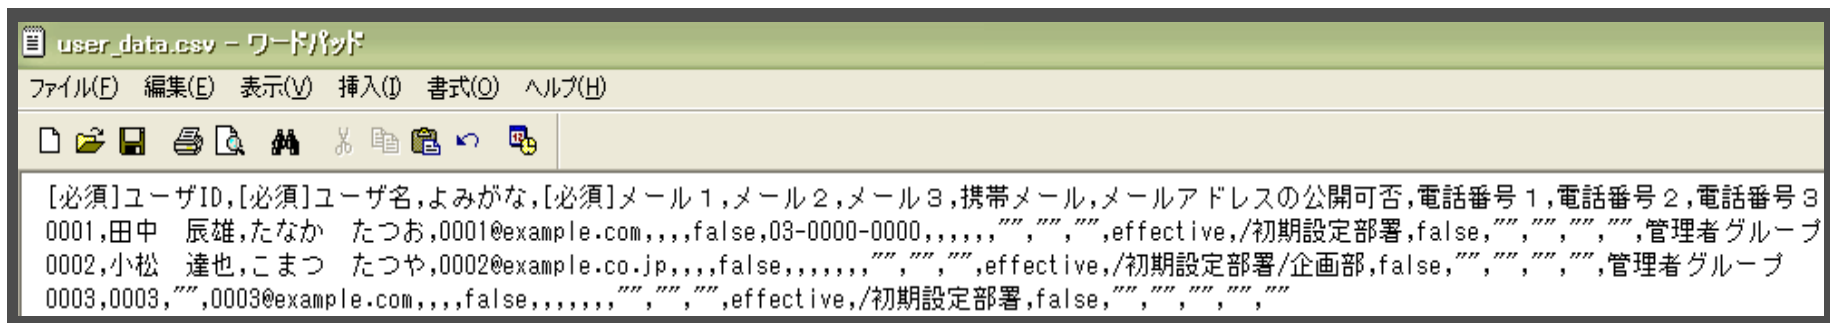 user_data.csv - ワードパッド
ファイル(F) 編集(E) 表示(V) 挿入(I) 書式(O) ヘルプ(H)
[必須]ユーザID,[必須]ユーザ名,よみがな,[必須]メール１,メール２,メール３,携帯メール,メールアドレスの公開可否,電話番号１,電話番号２,電話番号３
0001,田中　辰雄,たなか　たつお,0001@example.com,,,,false,03-0000-0000,,,,,,"","","",effective,/初期設定部署,false,"","","","",管理者グループ
0002,小松　達也,こまつ　たつや,0002@example.co.jp,,,,false,,,,,,,"","","",effective,/初期設定部署/企画部,false,"","","","",管理者グループ
0003,0003,"",0003@example.com,,,,false,,,,,,,"","","",effective,/初期設定部署,false,"","","","",""